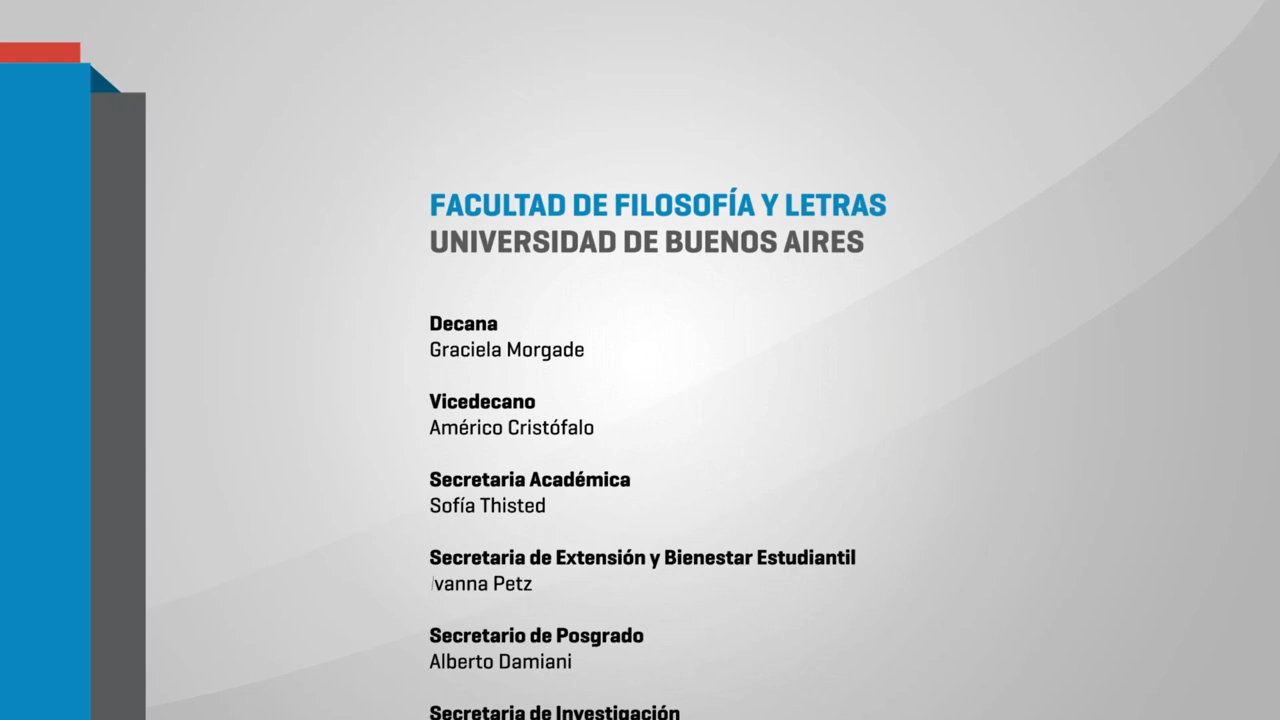 FACULTAD DE FILOSOFÍA Y LETRAS
UNIVERSIDAD DE BUENOS AIRES
Decana
Graciela Morgade
Vicedecano
Américo Cristófalo
Secretaria Académica
Sofía Thisted
Secretaria de Extensión y Bienestar Estudiantil
Ivanna Petz
Secretario de Posgrado
Alberto Damiani
Secretaria de Investigación